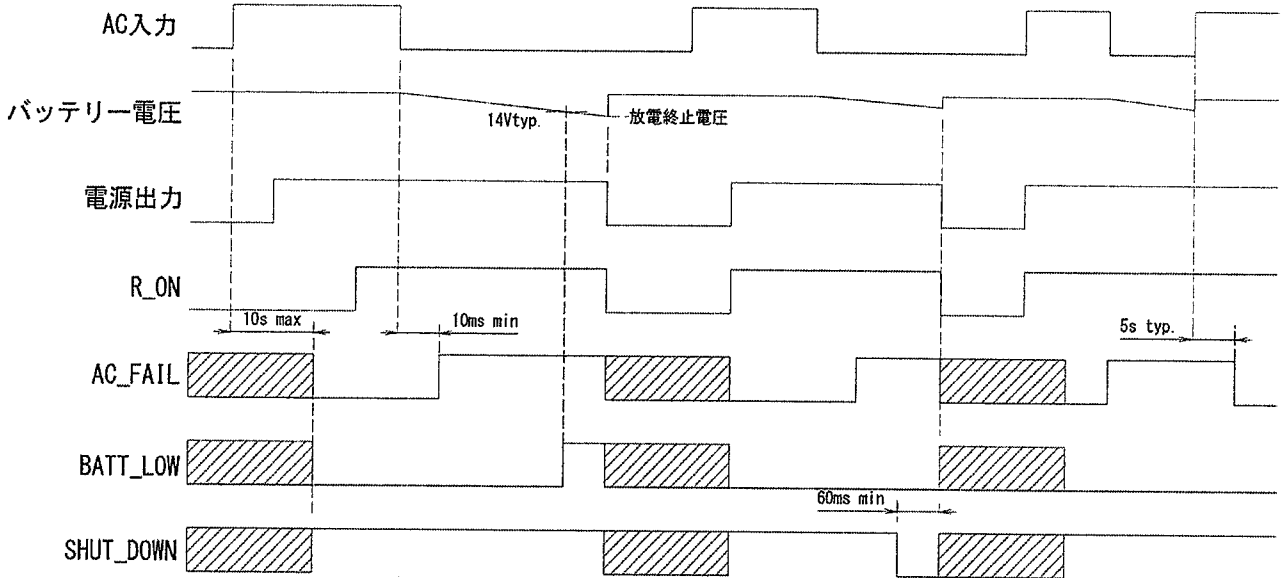 AC入力
バッテリー電圧
14Vtyp.
放電終止電圧
電源出力
R_ON
10s max
10ms min
5s typ.
AC_FAIL
BATT_LOW
60ms min
SHUT_DOWN